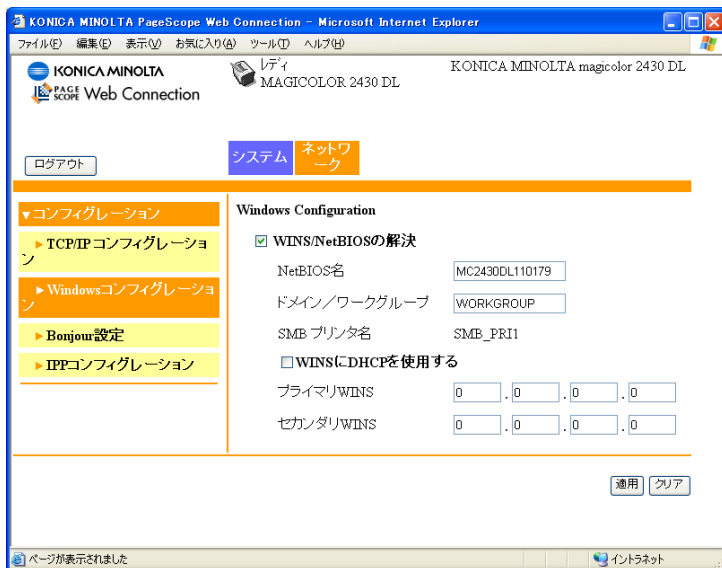 KONICA MINOLTA PageScope Web Connection - Microsoft Internet Explorer
ファイル(F) 編集(E) 表示(V) お気に入り(A) ツール(T) ヘルプ(H)
KONICA MINOLTA
PAGE SCOPE Web Connection
レディ
MAGICOLOR 2430 DL
KONICA MINOLTA magicolor 2430 DL
ログアウト
システム
ネットワ
ーク
▼コンフィグレーション
▶TCP/IPコンフィグレーショ
ン
▶Windowsコンフィグレーショ
ン
▶Bonjour設定
▶IPPコンフィグレーション
Windows Configuration
WINS/NetBIOSの解決
NetBIOS名 MC2430DL110179
ドメイン／ワークグループ WORKGROUP
SMB プリンタ名 SMB_PRI1
WINSにDHCPを使用する
プライマリWINS 0 . 0 . 0 . 0
セカンダリWINS 0 . 0 . 0 . 0
適用 クリア
ページが表示されました イントラネット